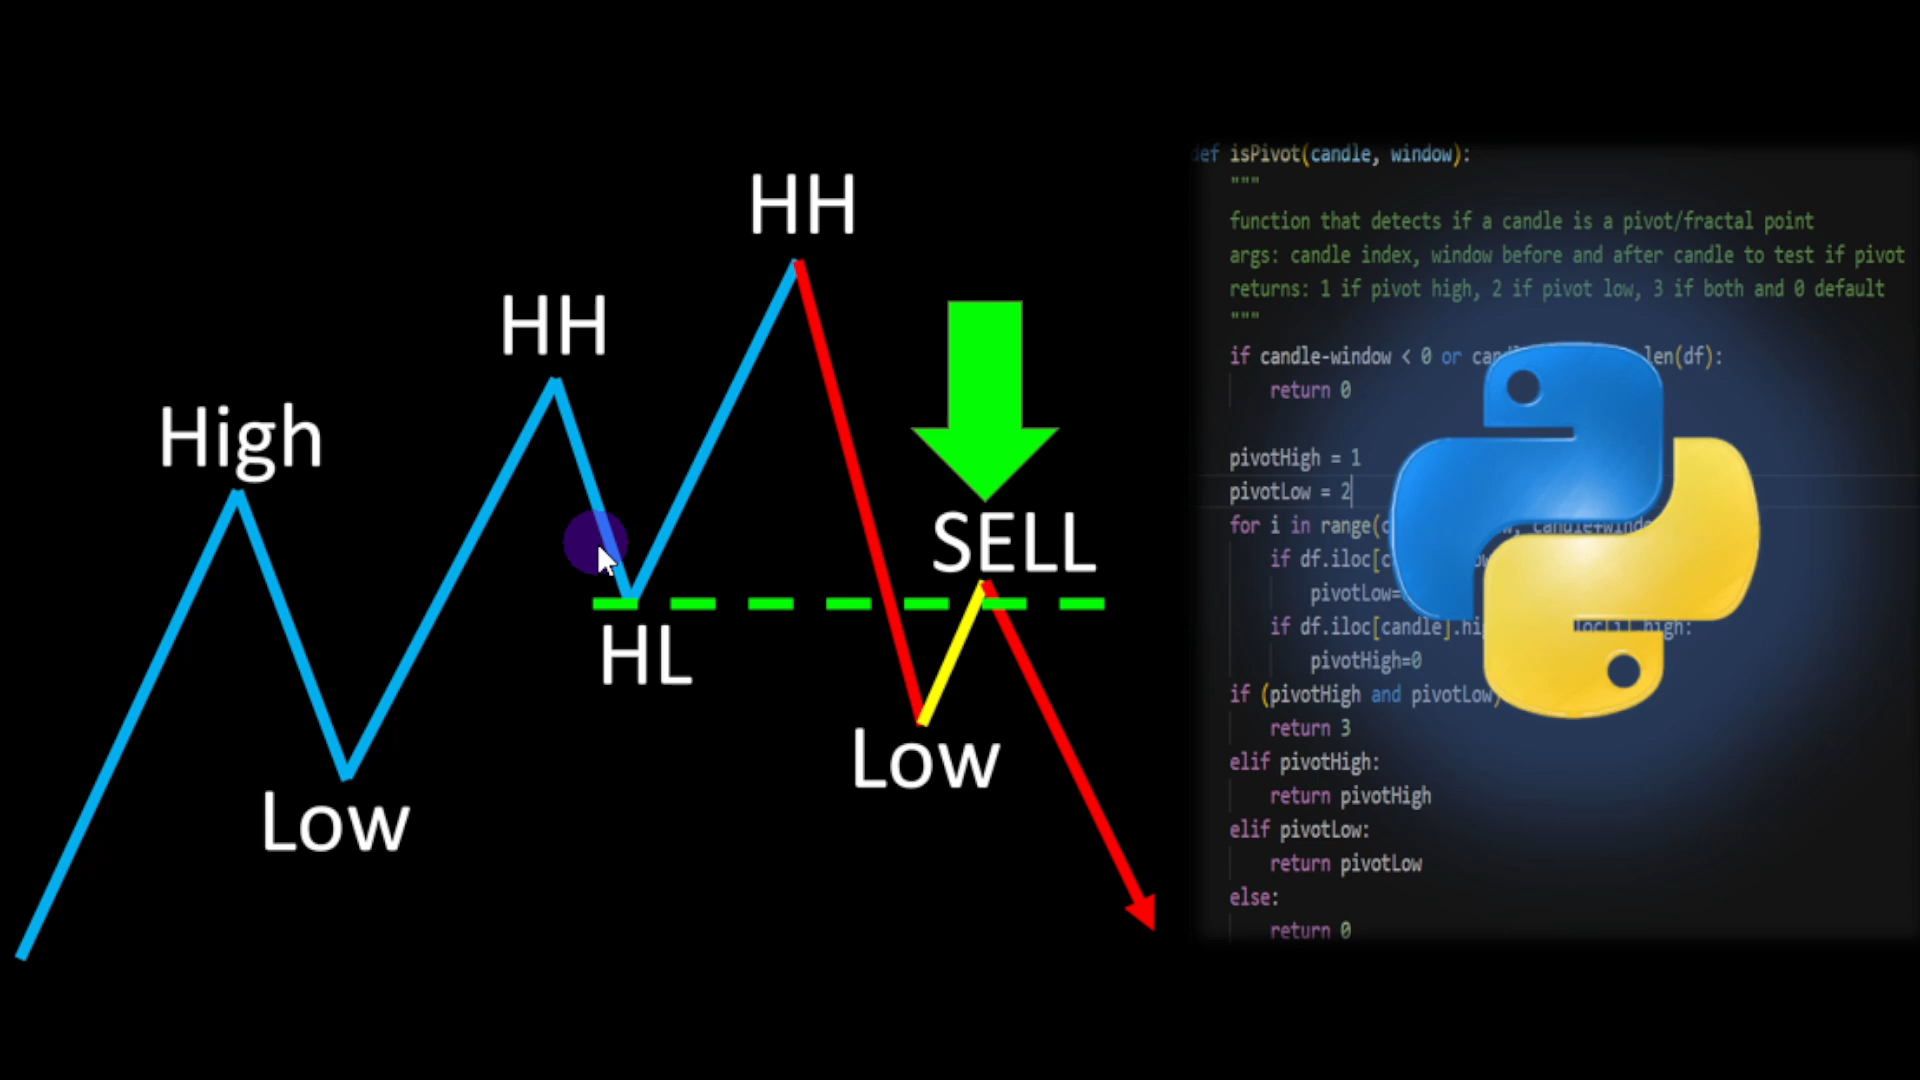 High
Low
HH
HL
HH
SELL
Low
def isPivot(candle, window):
"""
function that detects if a candle is a pivot/fractal point
args: candle index, window before and after candle to test if pivot
returns: 1 if pivot high, 2 if pivot low, 3 if both and 0 default
"""
if candle-window < 0 or len(df):
return 0
pivotHigh = 1
pivotLow = 2
for i in range(
if df.iloc[
pivotLow=
if df.iloc[candle].hi high:
pivotHigh=0
if (pivotHigh and pivotLow)
return 3
elif pivotHigh:
return pivotHigh
elif pivotLow:
return pivotLow
else:
return 0